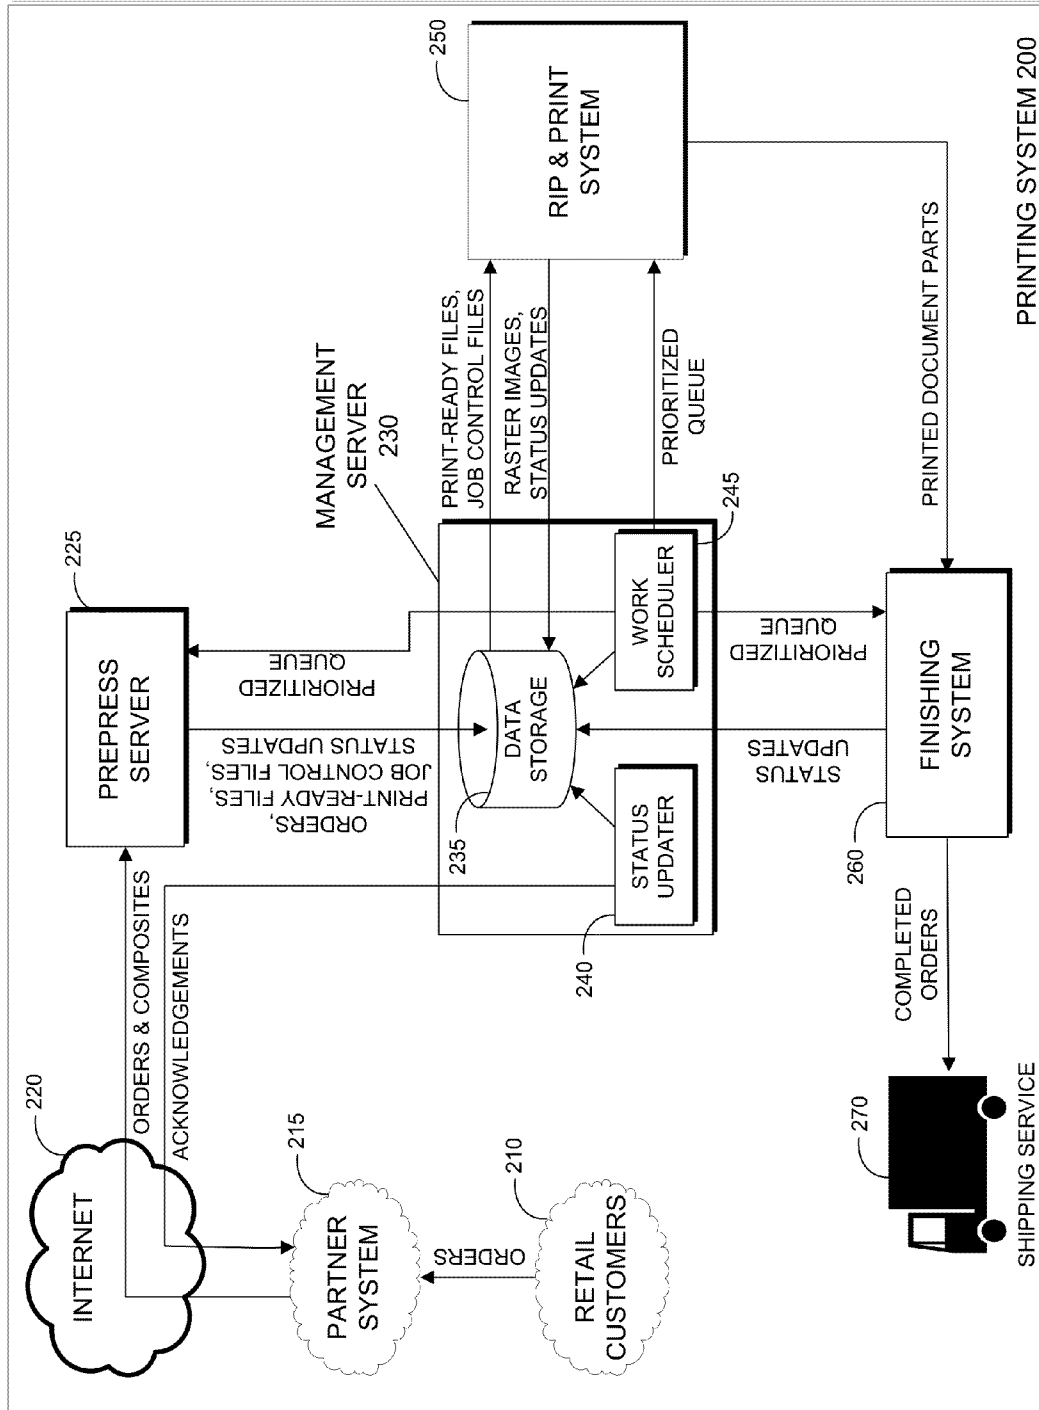 220
INTERNET
ORDERS & COMPOSITES
ACKNOWLEDGEMENTS
225
PREPRESS
SERVER
215
PARTNER
SYSTEM
ORDERS
210
RETAIL
CUSTOMERS
ORDERS,
PRINT-READY FILES,
JOB CONTROL FILES,
STATUS UPDATES
PRIORITIZED
QUEUE
MANAGEMENT
SERVER
230
235
DATA
STORAGE
240
STATUS
UPDATER
WORK
SCHEDULER
245
PRINT-READY FILES,
JOB CONTROL FILES
RASTER IMAGES,
STATUS UPDATES
PRIORITIZED
QUEUE
250
RIP & PRINT
SYSTEM
STATUS
UPDATES
PRIORITIZED
QUEUE
PRINTED DOCUMENT PARTS
260
FINISHING
SYSTEM
COMPLETED
ORDERS
270
SHIPPING SERVICE
PRINTING SYSTEM 200